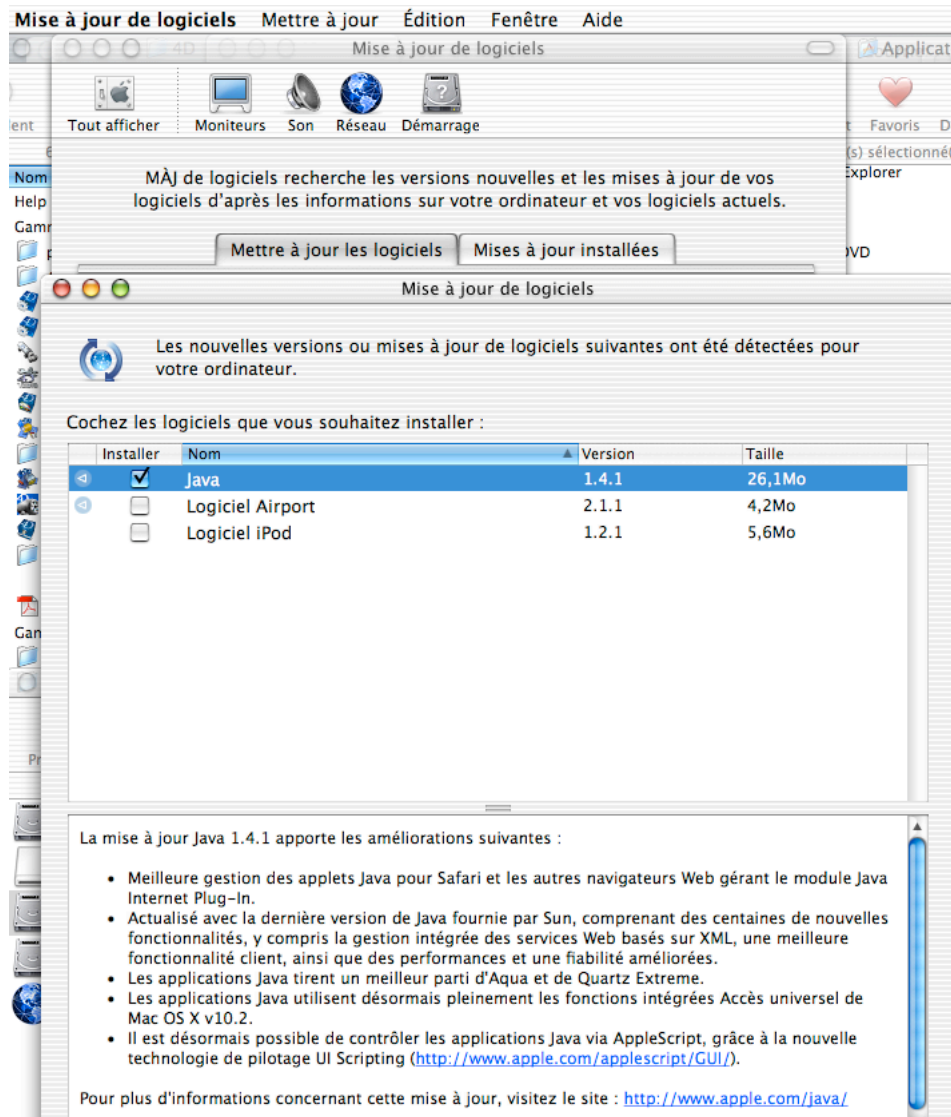 Mise à jour de logiciels Mettre à jour Édition Fenêtre Aide
4D Mise à jour de logiciels Applicat
Tout afficher Moniteurs Son Réseau Démarrage Favoris
(s) sélectionné
MÀJ de logiciels recherche les versions nouvelles et les mises à jour de vos
logiciels d'après les informations sur votre ordinateur et vos logiciels actuels.
Nom
Explorer
Help
Gam
Mettre à jour les logiciels Mises à jour installées
DVD
Mise à jour de logiciels
Les nouvelles versions ou mises à jour de logiciels suivantes ont été détectées pour
votre ordinateur.
Cochez les logiciels que vous souhaitez installer :
Installer Nom Version Taille
Java 1.4.1 26,1Mo
Logiciel Airport 2.1.1 4,2Mo
Logiciel iPod 1.2.1 5,6Mo
Gan
Pr
La mise à jour Java 1.4.1 apporte les améliorations suivantes :
• Meilleure gestion des applets Java pour Safari et les autres navigateurs Web gérant le module Java
Internet Plug-In.
• Actualisé avec la dernière version de Java fournie par Sun, comprenant des centaines de nouvelles
fonctionnalités, y compris la gestion intégrée des services Web basés sur XML, une meilleure
fonctionnalité client, ainsi que des performances et une fiabilité améliorées.
• Les applications Java tirent un meilleur parti d'Aqua et de Quartz Extreme.
• Les applications Java utilisent désormais pleinement les fonctions intégrées Accès universel de
Mac OS X v10.2.
• Il est désormais possible de contrôler les applications Java via AppleScript, grâce à la nouvelle
technologie de pilotage UI Scripting (http://www.apple.com/applescript/GUI/).
Pour plus d'informations concernant cette mise à jour, visitez le site : http://www.apple.com/java/